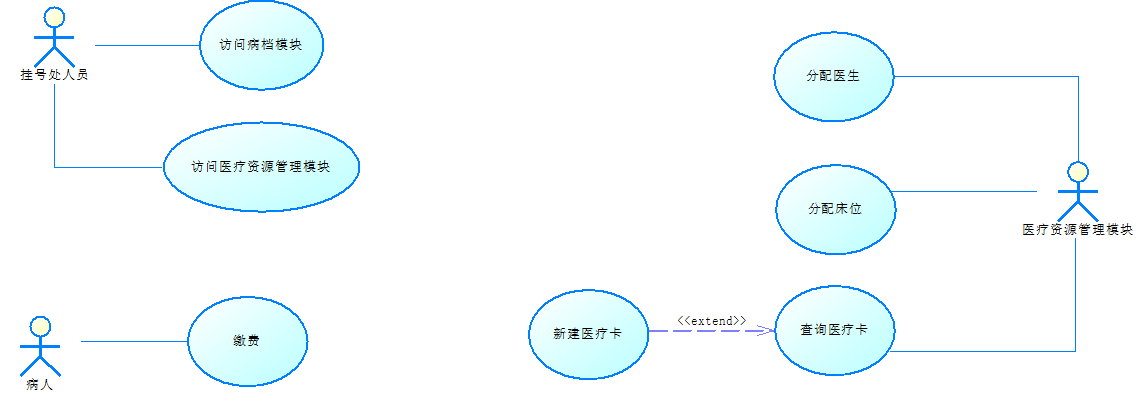 访问病档模块
挂号处人员
分配医生
访问医疗资源管理模块
分配床位
医疗资源管理模块
<<extend>>
新建医疗卡
查询医疗卡
缴费
病人